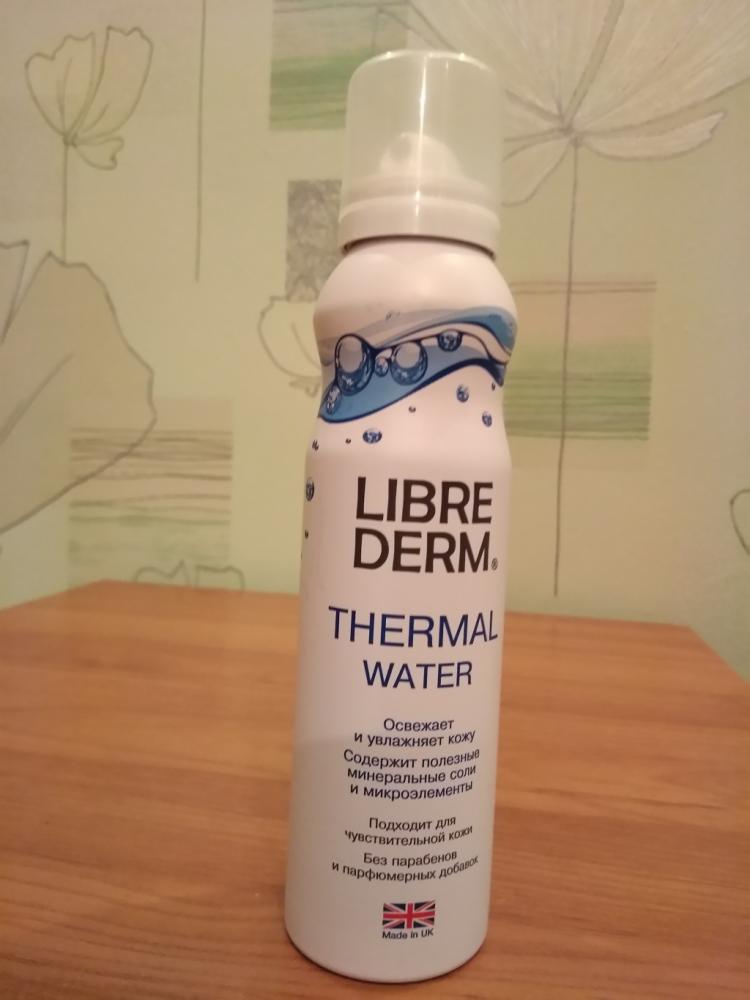 LIBRE
DERM®
THERMAL
WATER
Освежает
и увлажняет кожу
Содержит полезные
минеральные соли
и микроэлементы
Подходит для
чувствительной кожи
Без парабенов
и парфюмерных добавок
Made in UK